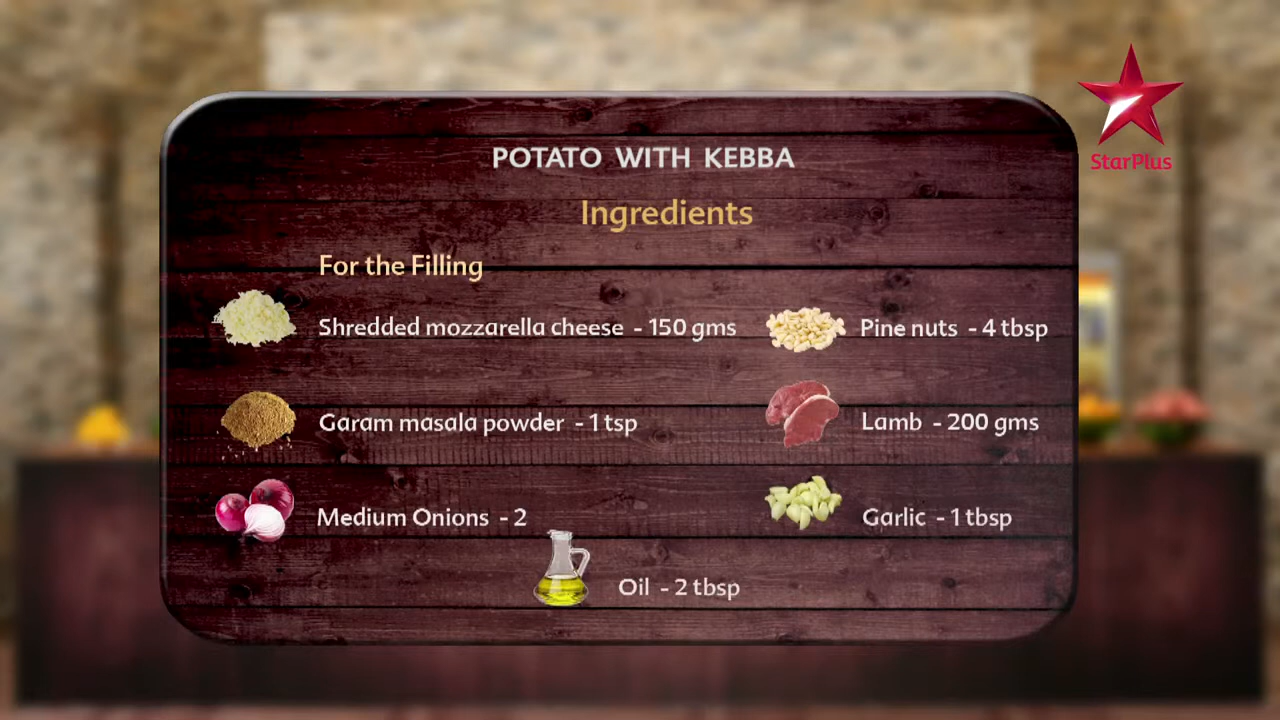 POTATO WITH KEBBA
StarPlus
Ingredients
For the Filling
Shredded mozzarella cheese - 150 gms
Pine nuts - 4 tbsp
Garam masala powder - 1 tsp
Lamb - 200 gms
Medium Onions - 2
Garlic - 1 tbsp
Oil - 2 tbsp